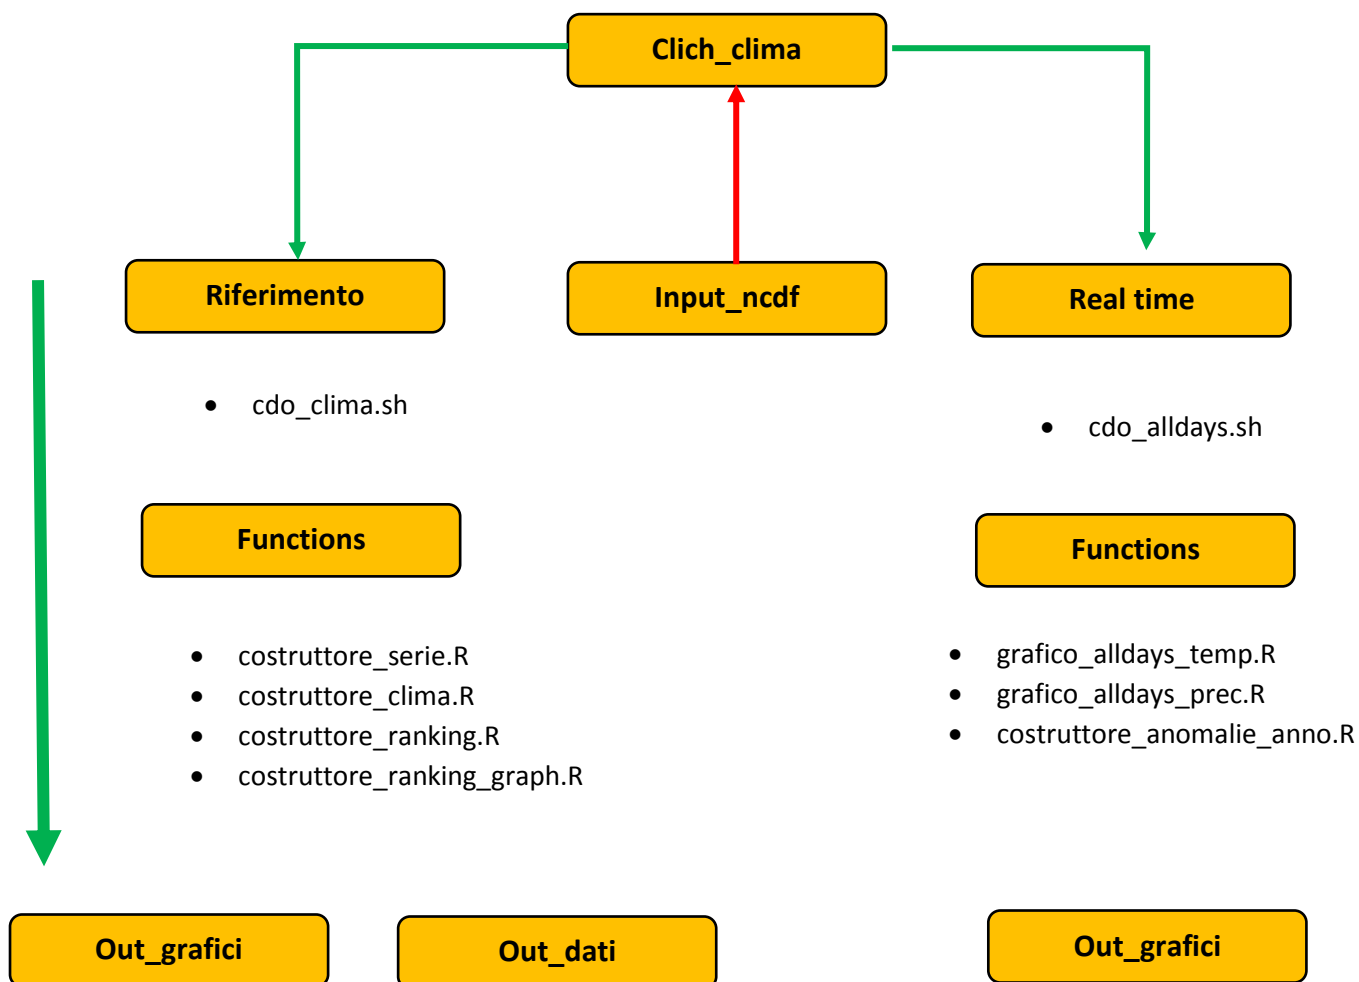 Clich_clima
Riferimento
Input_ncdf
Real time
• cdo_clima.sh
• cdo_alldays.sh
Functions
Functions
• costruttore_serie.R
• costruttore_clima.R
• costruttore_ranking.R
• costruttore_ranking_graph.R
• grafico_alldays_temp.R
• grafico_alldays_prec.R
• costruttore_anomalie_anno.R
Out_grafici
Out_dati
Out_grafici